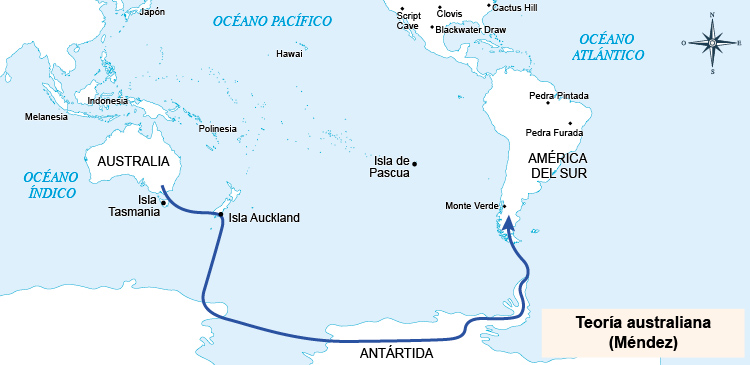 Japón
OCÉANO PACÍFICO
Script
Cave
Clovis
Cactus Hill
Blackwater Draw
OCÉANO
ATLÁNTICO
N
O
E
S
Hawai
Indonesia
Melanesia
Polinesia
Pedra Pintada
Pedra Furada
AUSTRALIA
Isla de
Pascua
AMÉRICA
DEL SUR
OCÉANO
ÍNDICO
Isla
Tasmania
Isla Auckland
Monte Verde
ANTÁRTIDA
Teoría australiana
(Méndez)